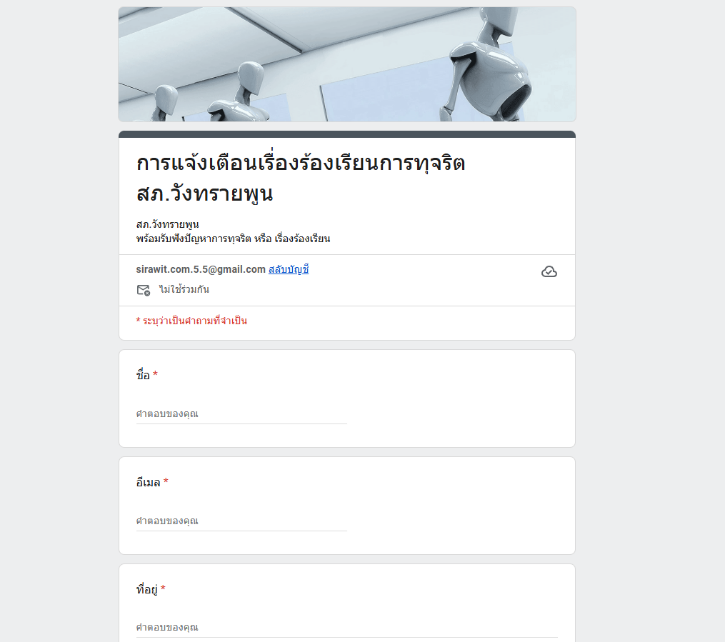 การแจ้งเตือนเรื่องร้องเรียนการทุจริต
สภ.วังทรายพูน
สภ.วังทรายพูน
พร้อมรับฟังปัญหาการทุจริต หรือ เรื่องร้องเรียน
sirawit.com.5.5@gmail.com สลับบัญชี
ไม่ใช้ร่วมกัน
* ระบุว่าเป็นคำถามที่จำเป็น
ชื่อ *
คำตอบของคุณ
อีเมล *
คำตอบของคุณ
ที่อยู่ *
คำตอบของคุณ